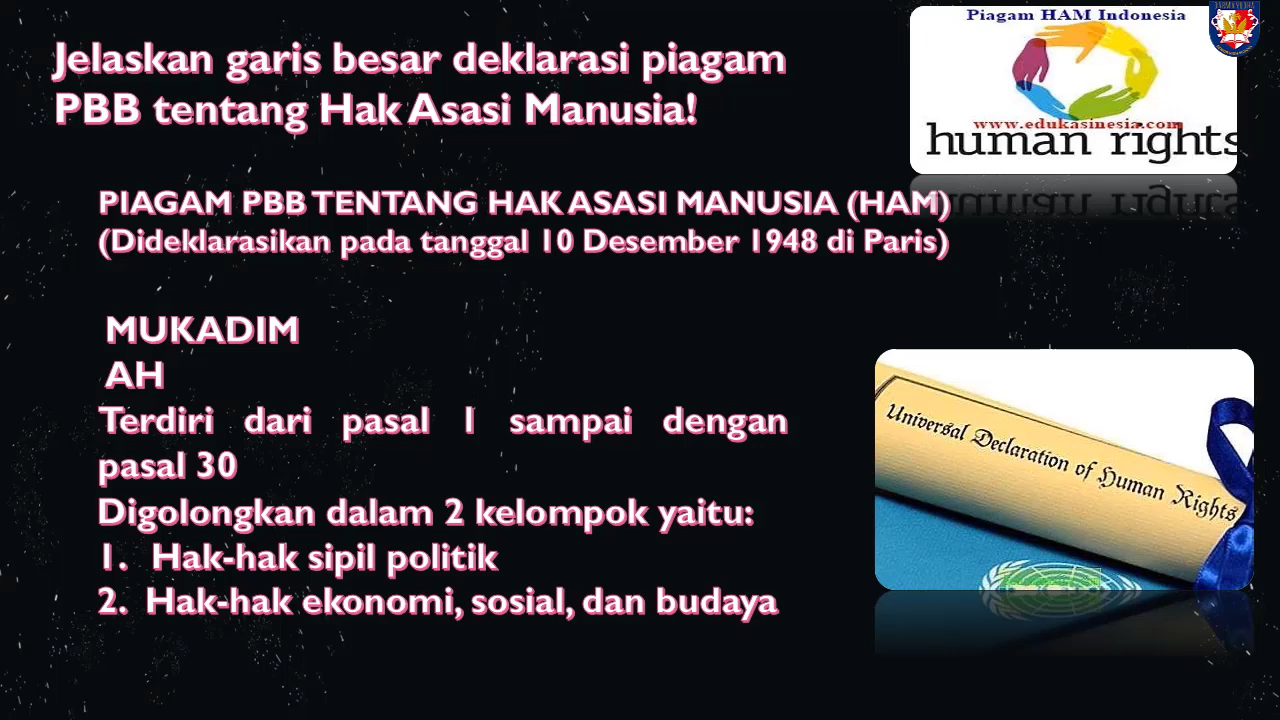 Piagam HAM Indonesia
Jelaskan garis besar deklarasi piagam
PBB tentang Hak Asasi Manusia!
www.edukasinesia.com
human rights
PIAGAM PBB TENTANG HAK ASASI MANUSIA (HAM)
(Dideklarasikan pada tanggal 10 Desember 1948 di Paris)
MUKADIM
AH
Terdiri dari pasal 1 sampai dengan
pasal 30
Digolongkan dalam 2 kelompok yaitu:
1. Hak-hak sipil politik
2. Hak-hak ekonomi, sosial, dan budaya
Universal Declaration of Human Rights